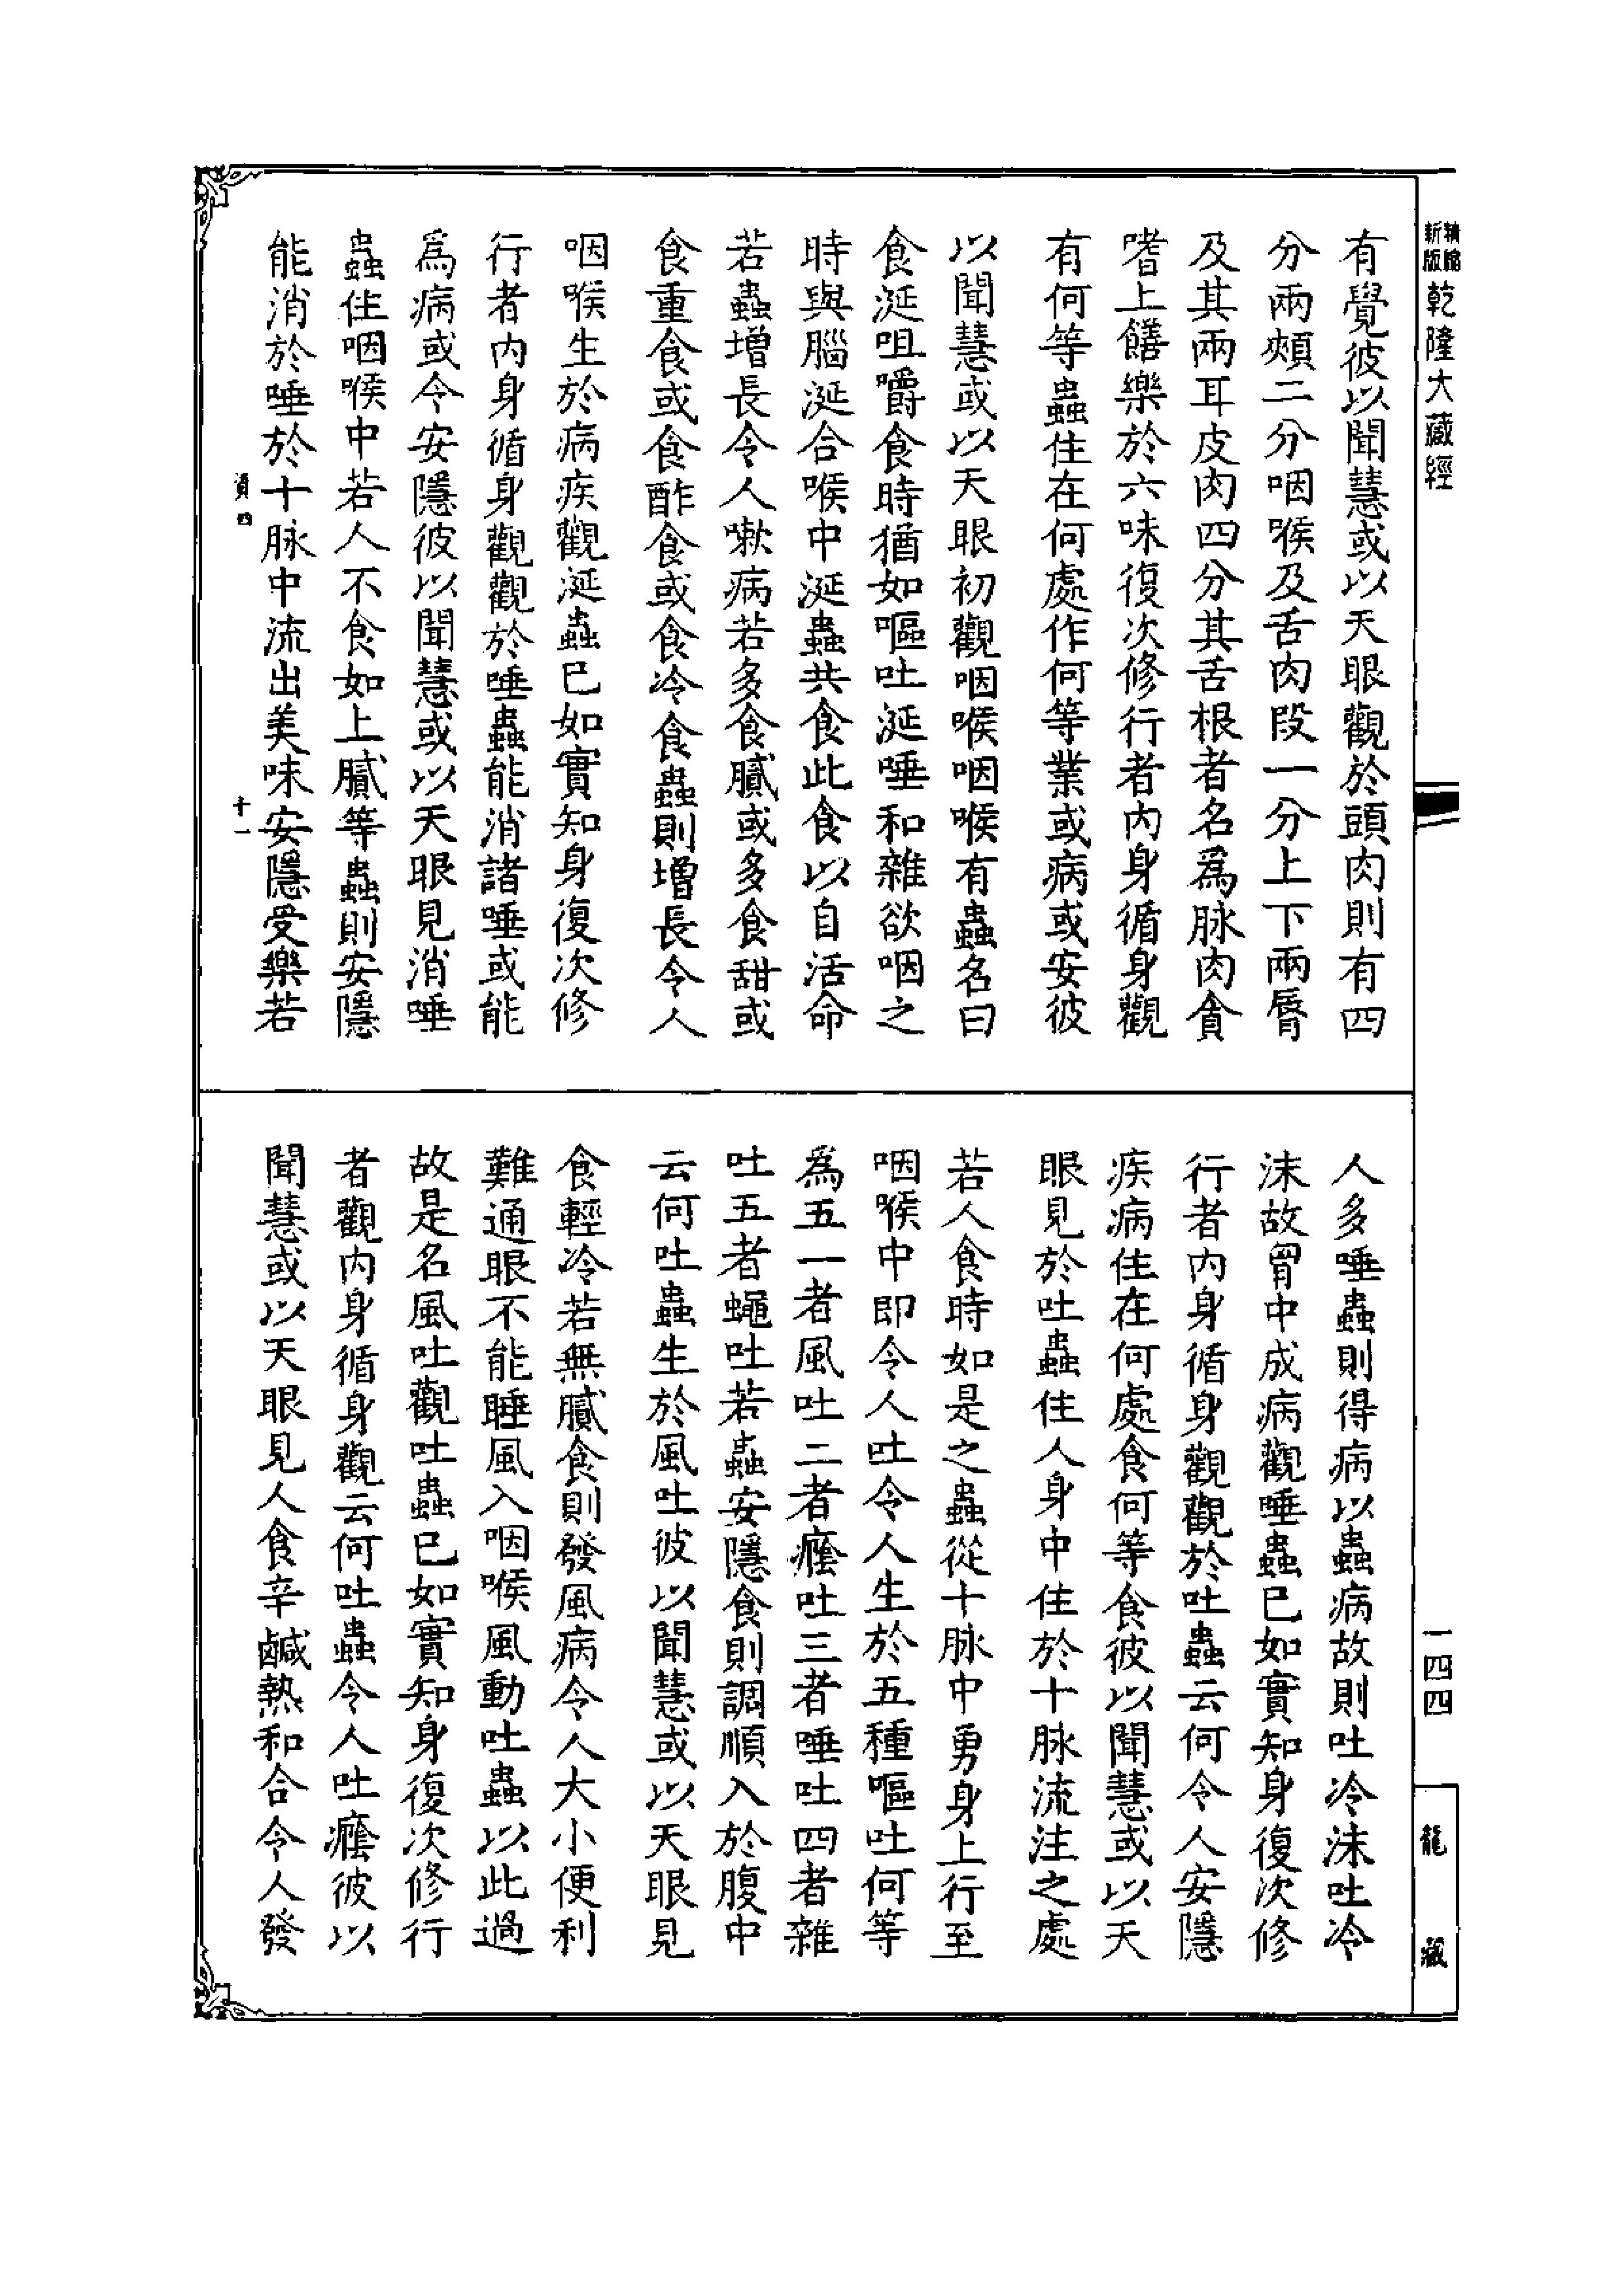 精縮
新版
乾隆大藏經
一四四
龍藏
有覺彼以聞慧或以天眼觀於頭肉則有四
分兩頰二分咽喉及舌肉段一分上下兩脣
及其兩耳皮肉四分其舌根者名爲脉肉貪
嗜上饍樂於六味復次修行者內身循身觀
有何等蟲住在何處作何等業或病或安彼
以聞慧或以天眼初觀咽喉咽喉有蟲名曰
食涎咀嚼食時猶如嘔吐涎唾和雜欲咽之
時與腦涎合喉中涎蟲共食此食以自活命
若蟲增長令人嗽病若多食膩或多食甜或
食重食或食酢食或食冷食蟲則增長令人
咽喉生於病疾觀涎蟲已如實知身復次修
行者內身循身觀觀於唾蟲能消諸唾或能
爲病或令安隱彼以聞慧或以天眼見消唾
蟲住咽喉中若人不食如上膩等蟲則安隱
能消於唾於十脉中流出美味安隱受樂若
資四
十一
人多唾蟲則得病以蟲病故則吐冷沫吐冷
沫故胷中成病觀唾蟲已如實知身復次修
行者內身循身觀觀於吐蟲云何令人安隱
疾病住在何處食何等食彼以聞慧或以天
眼見於吐蟲住人身中住於十脉流注之處
若人食時如是之蟲從十脉中勇身上行至
咽喉中即令人吐令人生於五種嘔吐何等
爲五一者風吐二者癊吐三者唾吐四者雜
吐五者蠅吐若蟲安隱食則調順入於腹中
云何吐蟲生於風吐彼以聞慧或以天眼見
食輕冷若無膩食則發風病令人大小便利
難通眼不能睡風入咽喉風動吐蟲以此過
故是名風吐觀吐蟲已如實知身復次修行
者觀內身循身觀云何吐蟲令人吐癊彼以
聞慧或以天眼見人食辛鹹熱和合令人發